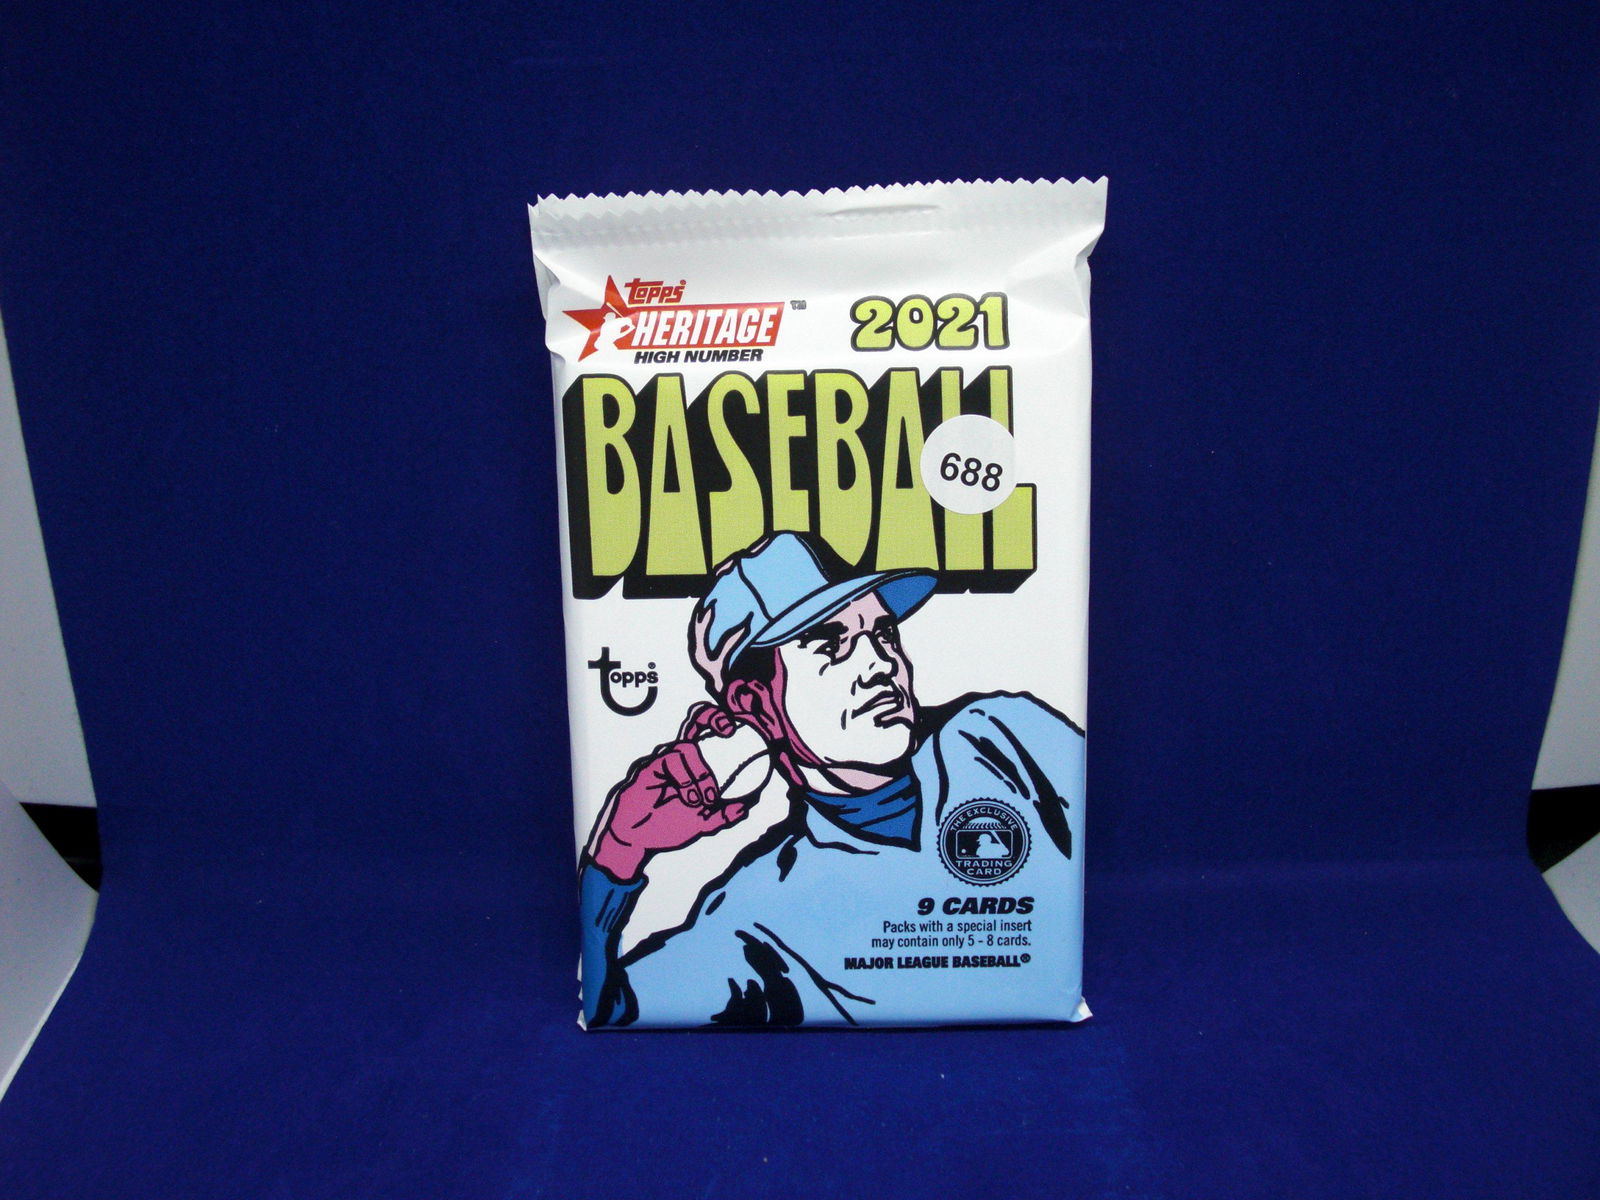 topps
HERITAGE™
HIGH NUMBER
2021
BASEBALL
688
topps®
THE EXCLUSIVE
TRADING
CARD
9 CARDS
Packs with a special insert
may contain only 5 - 8 cards.
MAJOR LEAGUE BASEBALL®